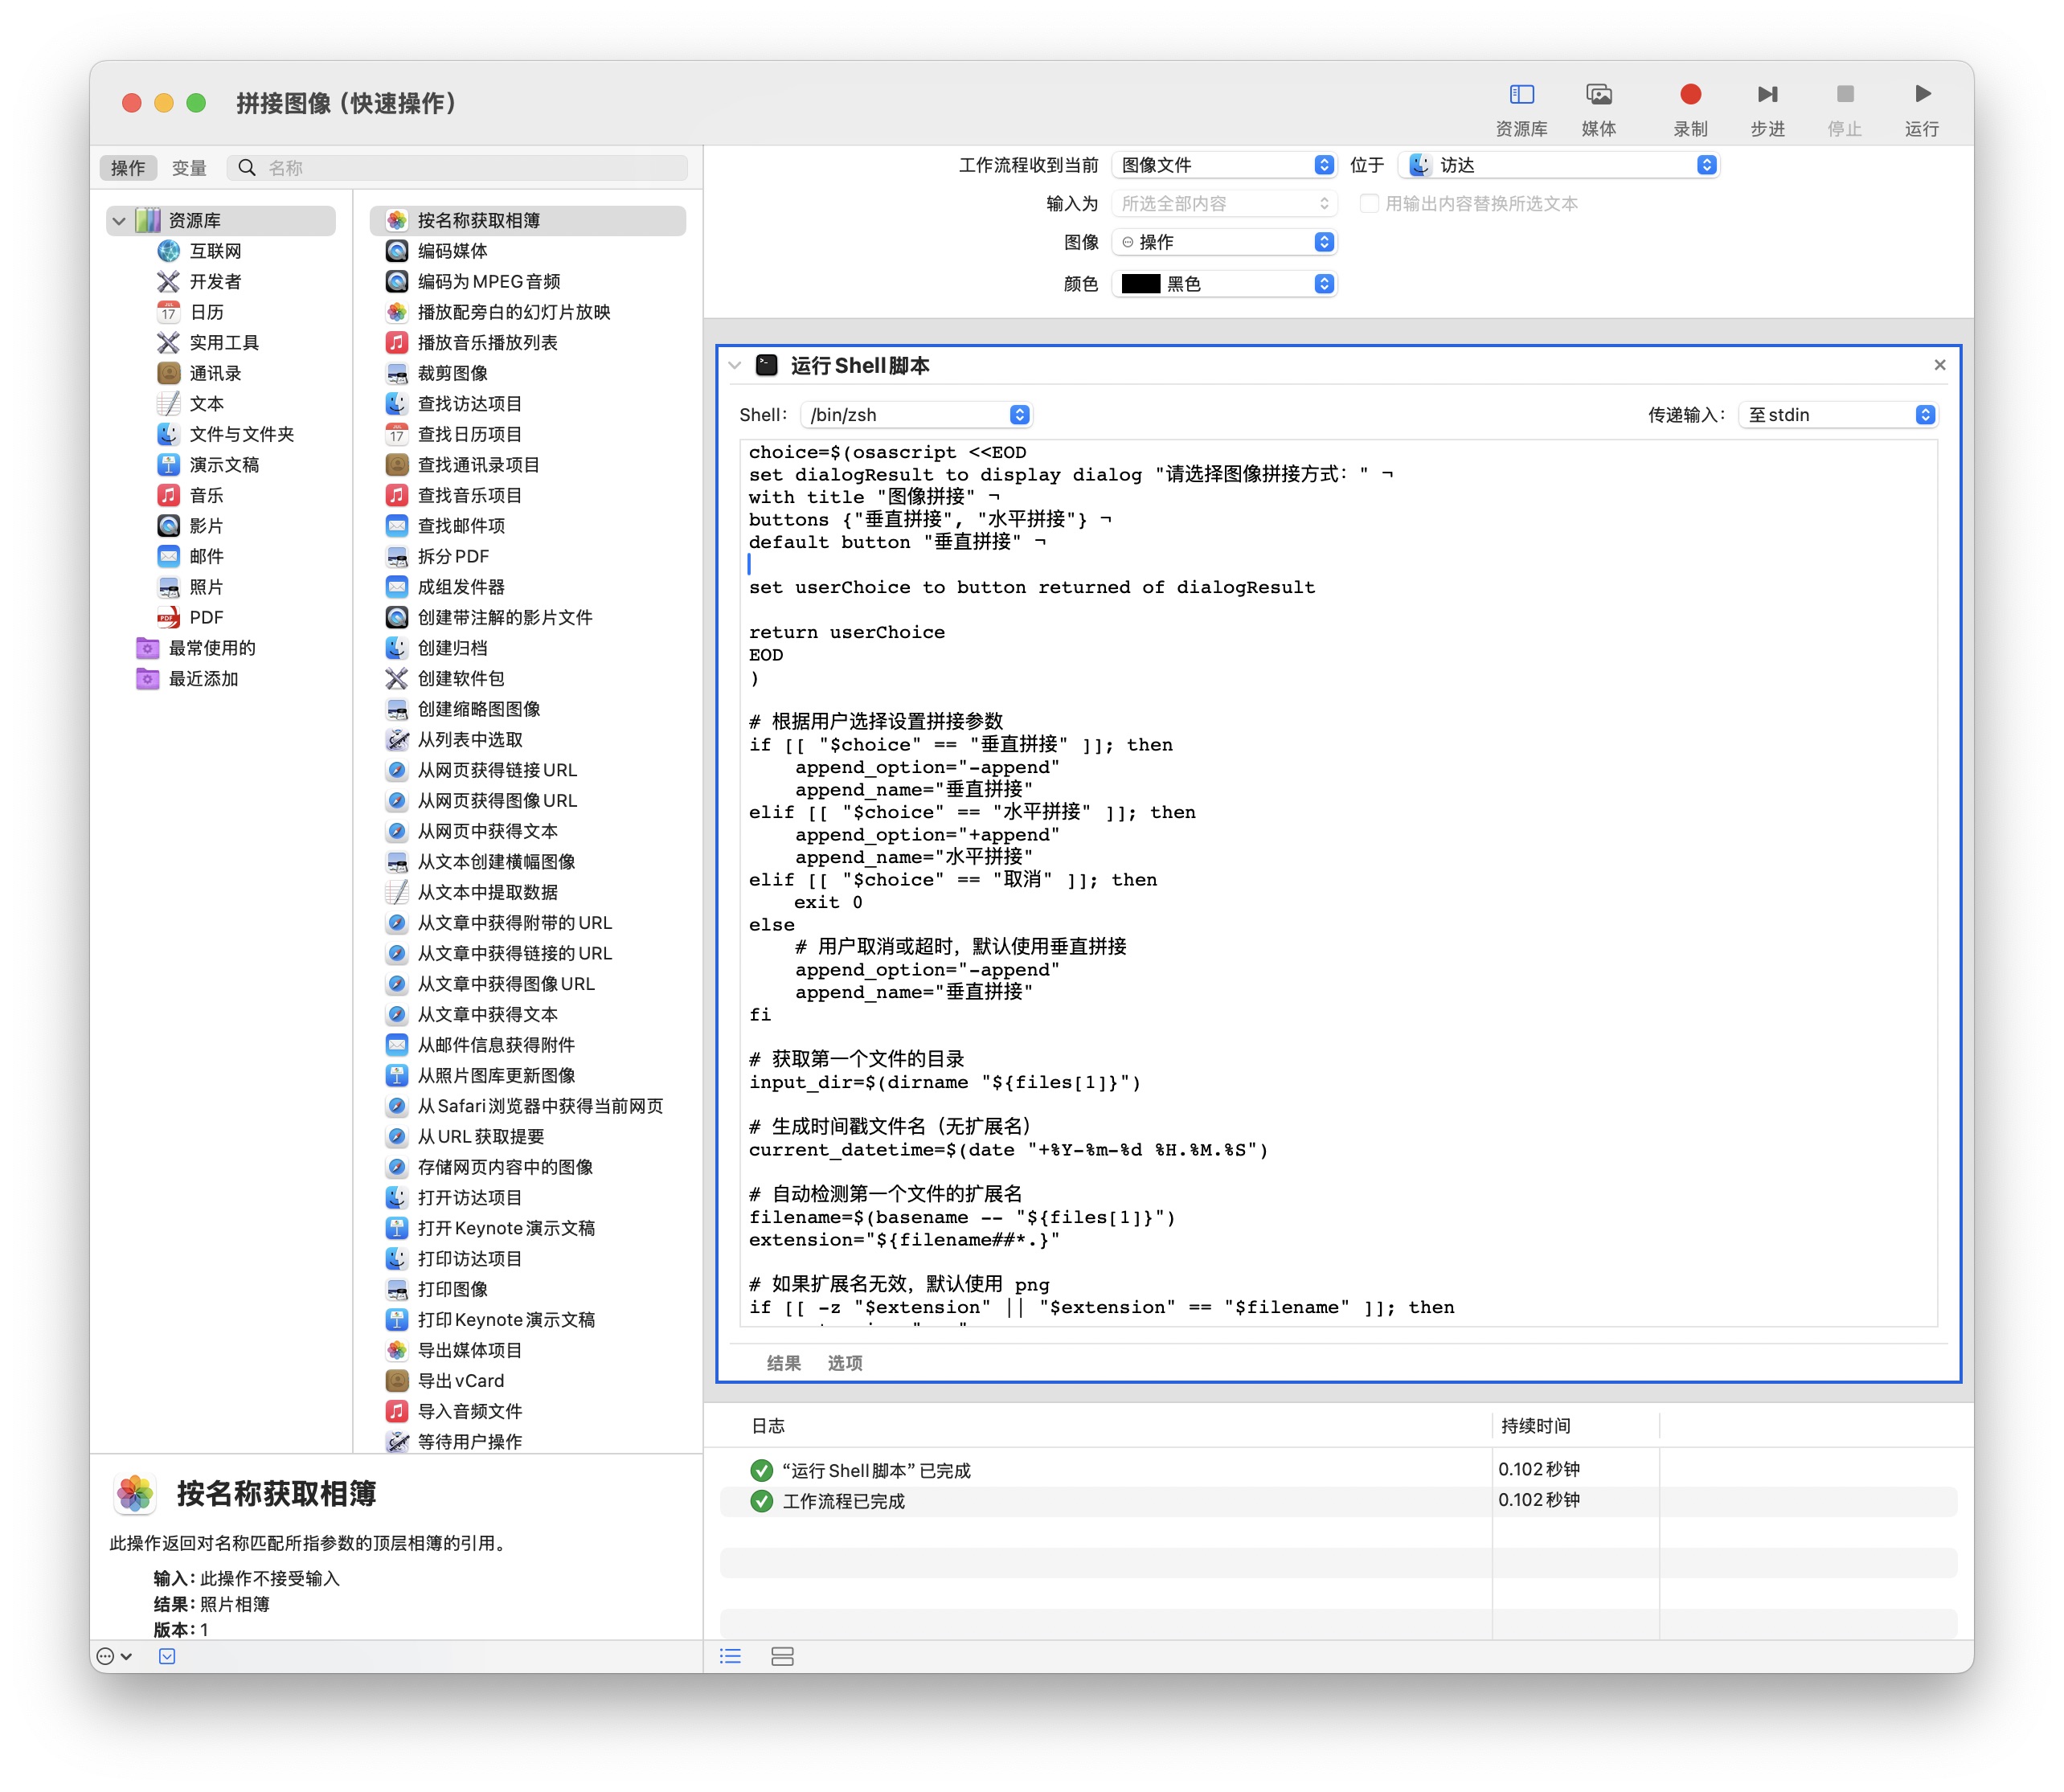 拼接图像（快速操作）
资源库
媒体
录制
步进
停止
运行
操作
变量
名称
资源库
互联网
开发者
日历
实用工具
通讯录
文本
文件与文件夹
演示文稿
音乐
影片
邮件
照片
PDF
最常使用的
最近添加
按名称获取相簿
编码媒体
编码为 MPEG 音频
播放配旁白的幻灯片放映
播放音乐播放列表
裁剪图像
查找访达项目
查找日历项目
查找通讯录项目
查找音乐项目
查找邮件项
拆分 PDF
成组发件器
创建带注解的影片文件
创建归档
创建软件包
创建缩略图图像
从列表中选取
从网页获得链接 URL
从网页获得图像 URL
从网页中获得文本
从文本创建横幅图像
从文本中提取数据
从文章中获得附带的 URL
从文章中获得链接的 URL
从文章中获得图像 URL
从文章中获得文本
从邮件信息获得附件
从照片图库更新图像
从 Safari 浏览器中获得当前网页
从 URL 获取提要
存储网页内容中的图像
打开访达项目
打开 Keynote 演示文稿
打印访达项目
打印图像
打印 Keynote 演示文稿
导出媒体项目
导出 vCard
导入音频文件
等待用户操作
按名称获取相簿
此操作返回对名称匹配所指参数的顶层相簿的引用。
输入：此操作不接受输入
结果：照片相簿
版本：1
工作流程收到当前 图像文件 位于 访达
输入为 所选全部内容 用输出内容替换所选文本
图像 操作
颜色 黑色
运行 Shell 脚本
Shell： /bin/zsh 传递输入： 至 stdin
choice=$(osascript <<EOD
set dialogResult to display dialog "请选择图像拼接方式：" ¬
with title "图像拼接" ¬
buttons {"垂直拼接", "水平拼接"} ¬
default button "垂直拼接" ¬
set userChoice to button returned of dialogResult
return userChoice
EOD
)
# 根据用户选择设置拼接参数
if [[ "$choice" == "垂直拼接" ]]; then
append_option="-append"
append_name="垂直拼接"
elif [[ "$choice" == "水平拼接" ]]; then
append_option="+append"
append_name="水平拼接"
elif [[ "$choice" == "取消" ]]; then
exit 0
else
# 用户取消或超时，默认使用垂直拼接
append_option="-append"
append_name="垂直拼接"
fi
# 获取第一个文件的目录
input_dir=$(dirname "${files[1]}")
# 生成时间戳文件名（无扩展名）
current_datetime=$(date "+%Y-%m-%d %H.%M.%S")
# 自动检测第一个文件的扩展名
filename=$(basename -- "${files[1]}")
extension="${filename##*.}"
# 如果扩展名无效，默认使用 png
if [[ -z "$extension" || "$extension" == "$filename" ]]; then
结果 选项
日志 持续时间
“运行 Shell 脚本” 已完成 0.102 秒钟
工作流程已完成 0.102 秒钟